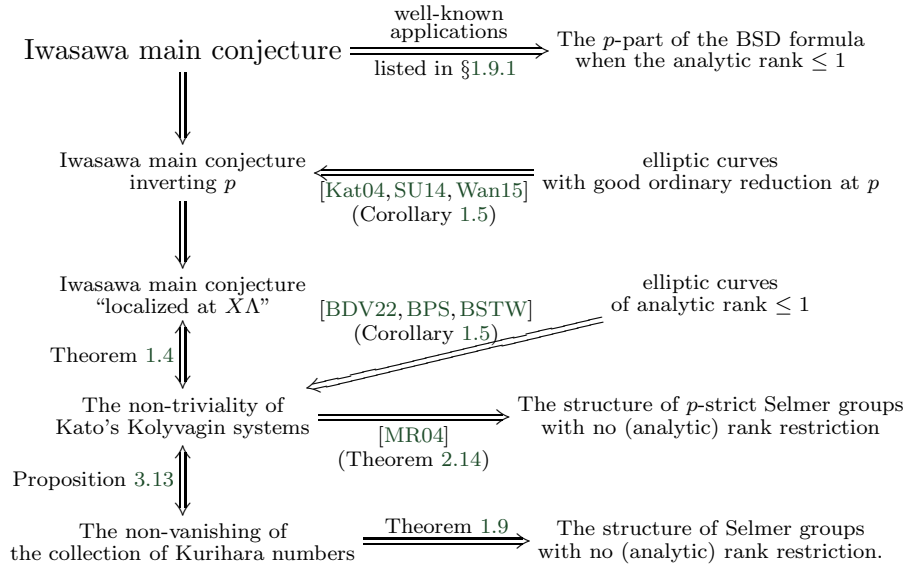 well-known
applications
Iwasawa main conjecture
listed in §1.9.1
The p-part of the BSD formula
when the analytic rank ≤ 1
Iwasawa main conjecture
inverting p
[Kat04, SU14, Wan15]
(Corollary 1.5)
elliptic curves
with good ordinary reduction at p
Iwasawa main conjecture
“localized at XΛ”
[BDV22, BPS, BSTW]
(Corollary 1.5)
elliptic curves
of analytic rank ≤ 1
Theorem 1.4
The non-triviality of
Kato’s Kolyvagin systems
[MR04]
(Theorem 2.14)
The structure of p-strict Selmer groups
with no (analytic) rank restriction
Proposition 3.13
The non-vanishing of
the collection of Kurihara numbers
Theorem 1.9
The structure of Selmer groups
with no (analytic) rank restriction.